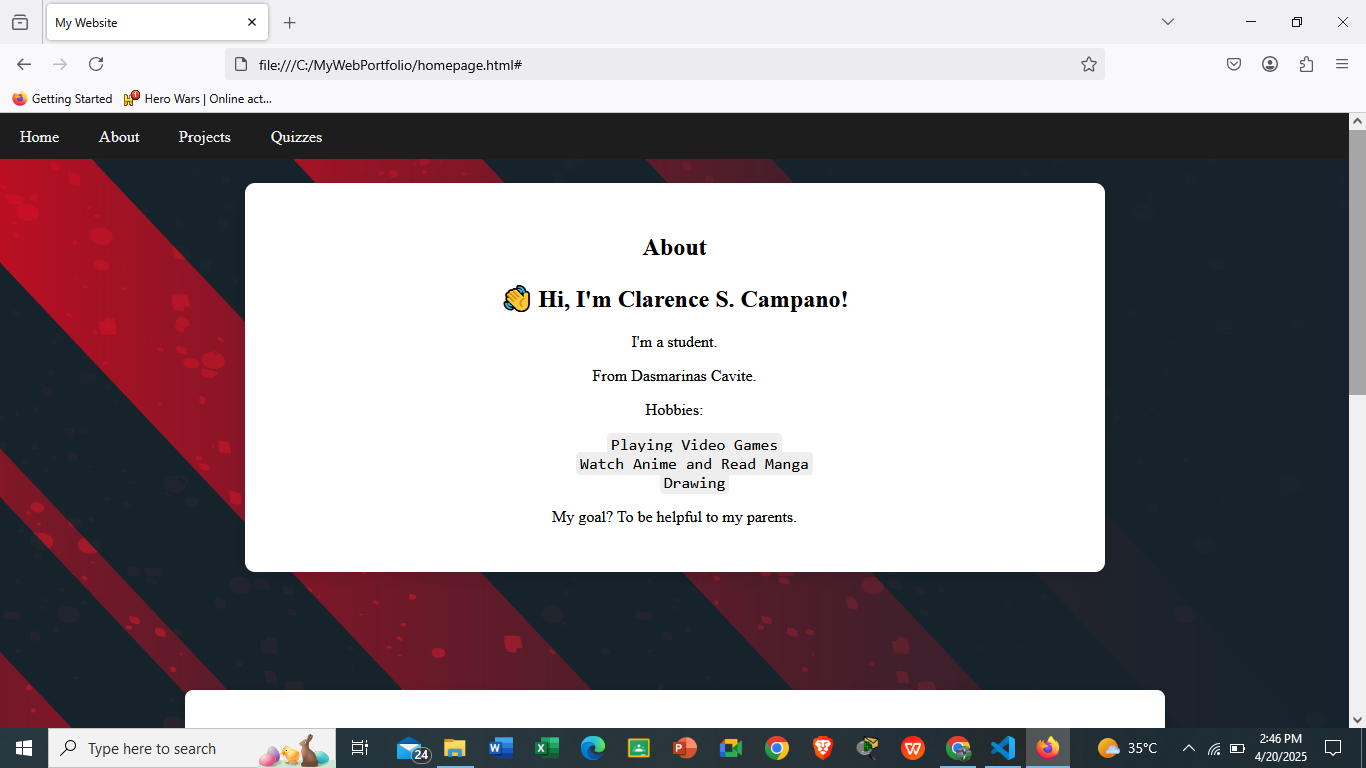 My Website
file:///C:/MyWebPortfolio/homepage.html#
Getting Started
Hero Wars | Online act...
Home
About
Projects
Quizzes
About
👋 Hi, I'm Clarence S. Campano!
I'm a student.
From Dasmarinas Cavite.
Hobbies:
Playing Video Games
Watch Anime and Read Manga
Drawing
My goal? To be helpful to my parents.
Type here to search
24
35°C
2:46 PM
4/20/2025